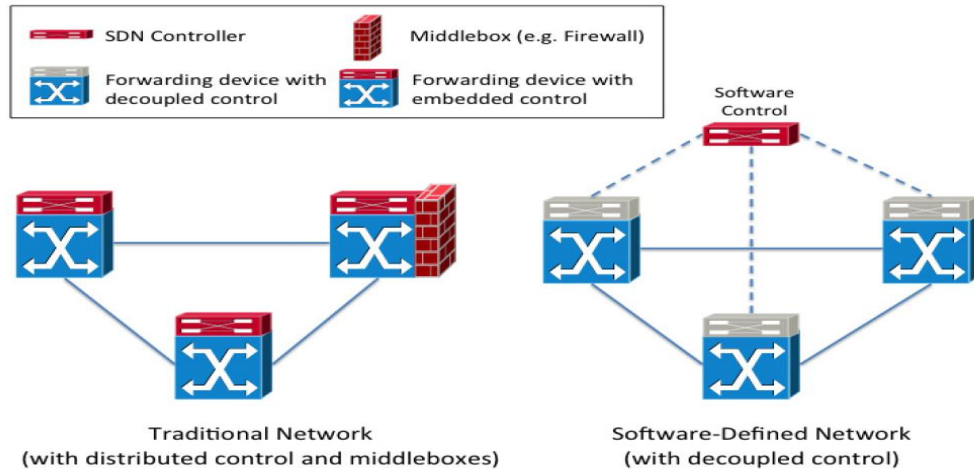 SDN Controller
Middlebox (e.g. Firewall)
Forwarding device with
decoupled control
Forwarding device with
embedded control
Software
Control
Traditional Network
(with distributed control and middleboxes)
Software-Defined Network
(with decoupled control)